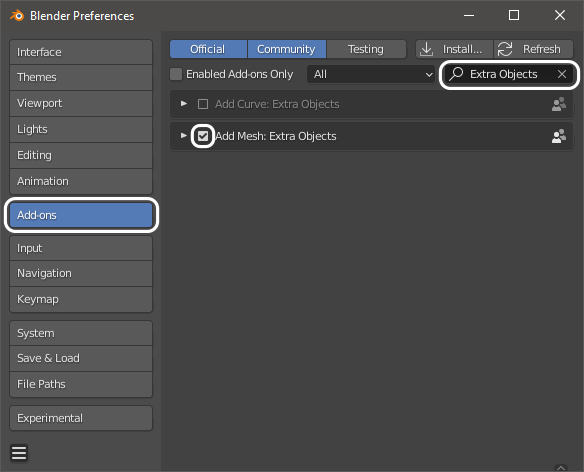 Blender Preferences
Interface
Themes
Viewport
Lights
Editing
Animation
Add-ons
Input
Navigation
Keymap
System
Save & Load
File Paths
Experimental
Official Community Testing Install... Refresh
Enabled Add-ons Only All Extra Objects
Add Curve: Extra Objects
Add Mesh: Extra Objects